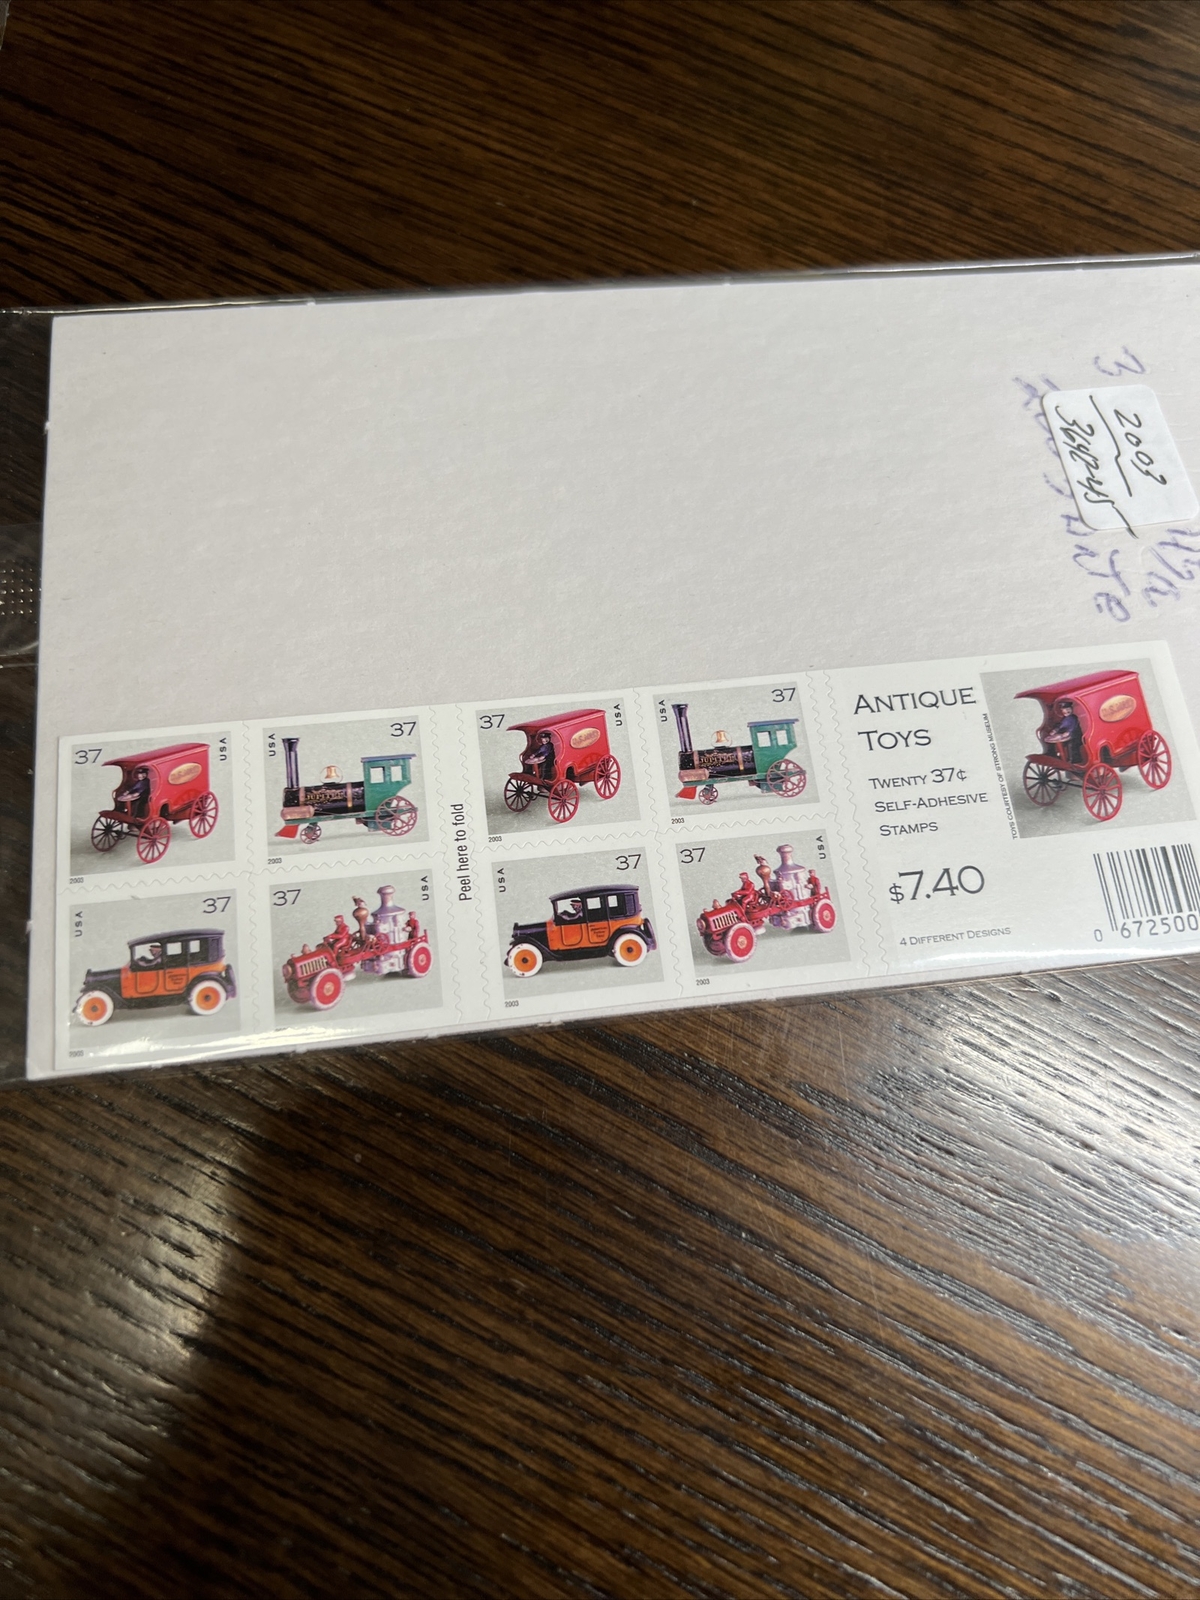 2003
3642-45
37
USA
USA
37
37
USA
USA
37
2002
2003
2003
2003
USA
37
37
USA
USA
37
37
USA
2003
2003
2003
Peel here to fold
ANTIQUE
TOYS
TWENTY 37¢
SELF-ADHESIVE
STAMPS
$7.40
4 DIFFERENT DESIGNS
TOYS COURTESY OF STRONG MUSEUM
0 672500